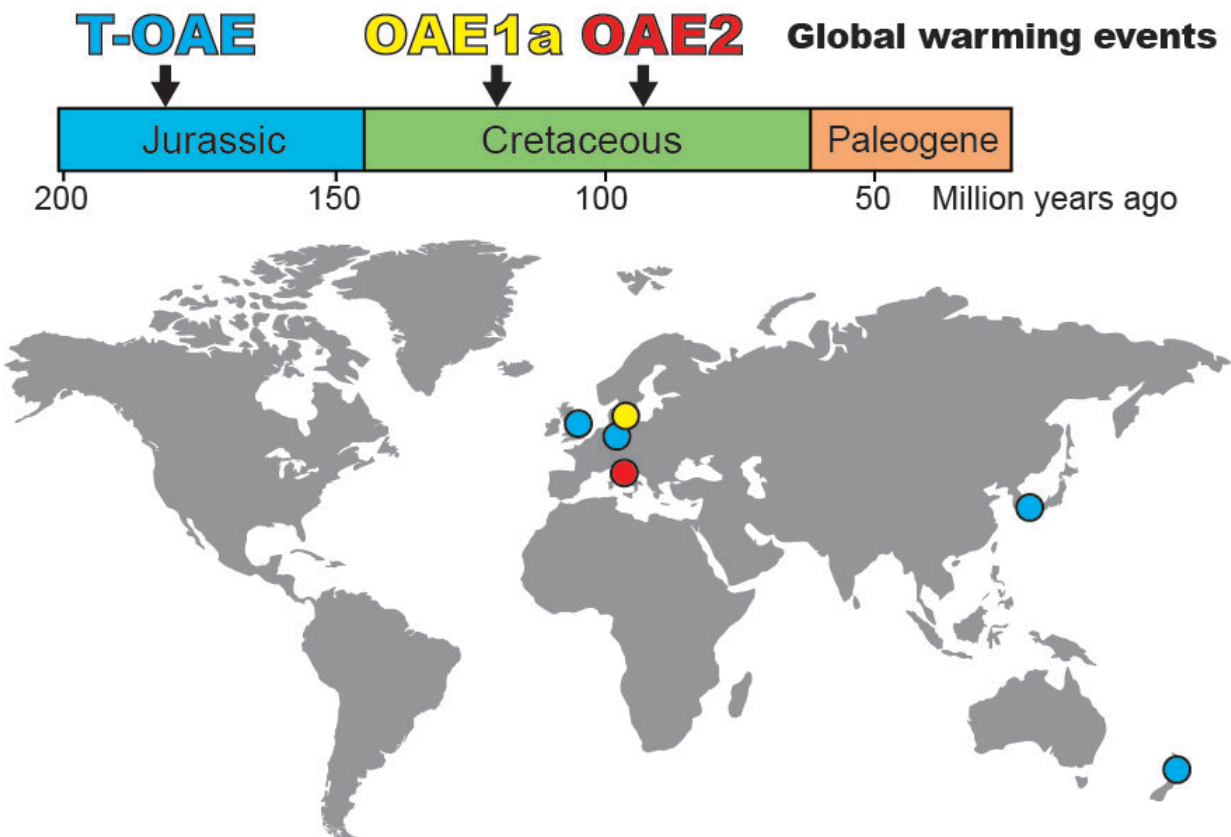 T-OAE OAE1a OAE2 Global warming events
Jurassic Cretaceous Paleogene
200 150 100 50 Million years ago